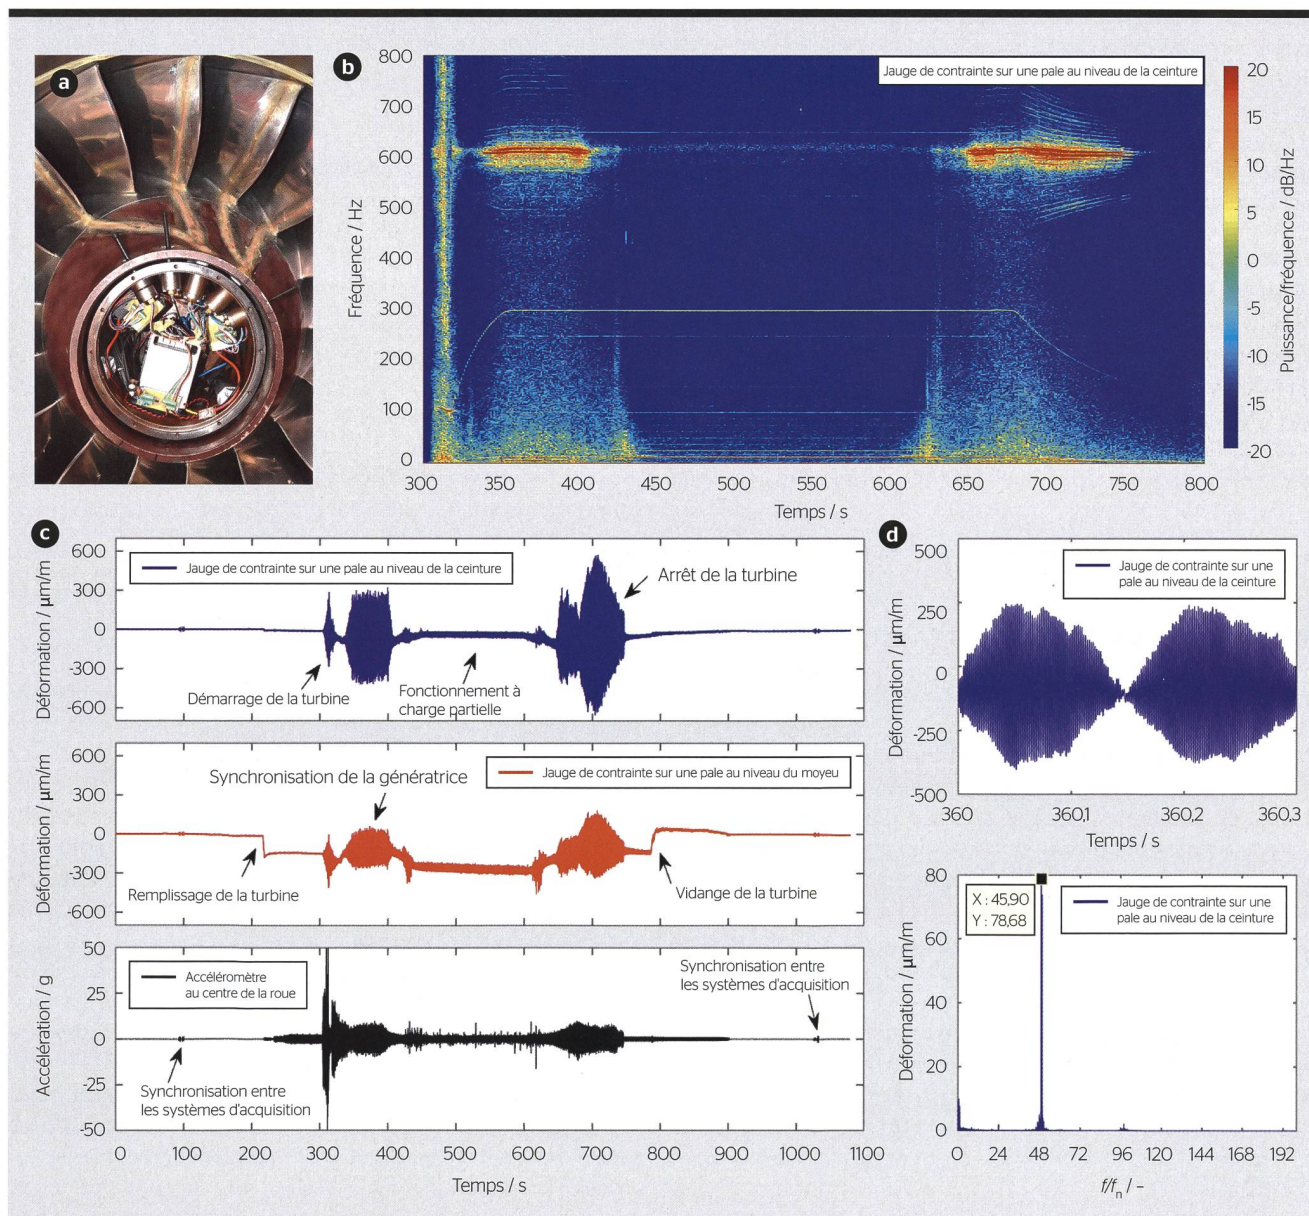 a
b
800
700
600
500
400
300
200
100
0
Fréquence / Hz
Jauge de contrainte sur une pale au niveau de la ceinture
300
350
400
450
500
550
600
650
700
750
800
Temps / s
20
15
10
5
0
-5
-10
-15
-20
Puissance/fréquence / dB/Hz
c
600
300
0
-300
-600
Déformation / µm/m
Jauge de contrainte sur une pale au niveau de la ceinture
Arrêt de la turbine
Démarrage de la turbine
Fonctionnement à
charge partielle
600
300
0
-300
-600
Déformation / µm/m
Synchronisation de la génératrice
Jauge de contrainte sur une pale au niveau du moyeu
Remplissage de la turbine
Vidange de la turbine
50
25
0
-25
-50
Accélération / g
Accéléromètre
au centre de la roue
Synchronisation entre
les systèmes d'acquisition
Synchronisation entre
les systèmes d'acquisition
0
100
200
300
400
500
600
700
800
900
1000
1100
Temps / s
d
500
250
0
-250
-500
Déformation / µm/m
Jauge de contrainte sur une
pale au niveau de la ceinture
360
360,1
360,2
360,3
Temps / s
80
60
40
20
0
Déformation / µm/m
X : 45,90
Y : 78,68
Jauge de contrainte sur une
pale au niveau de la ceinture
0
24
48
72
96
120
144
168
192
f/fn / –